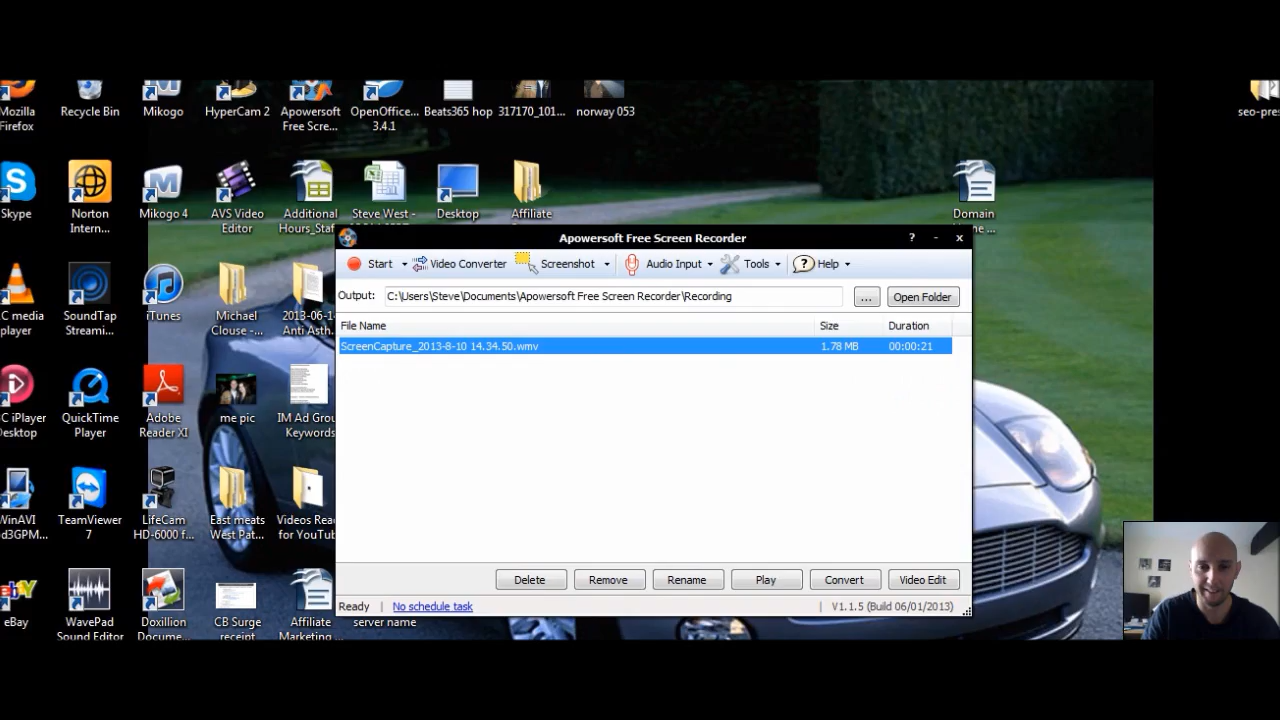 Mozilla
Firefox
Recycle Bin
Mikogo
HyperCam 2
Apowersoft
Free Scre...
OpenOffice...
3.4.1
Beats365 hop
317170_101...
norway 053
Skype
Norton
Intern...
Mikogo 4
AVS Video
Editor
Additional
Steve West -
Desktop
Affiliate
Domain
seo-pres
Apowersoft Free Screen Recorder
? - x
Start
Video Converter
Screenshot
Audio Input
Tools
Help
Output:
C:\Users\Steve\Documents\Apowersoft Free Screen Recorder\Recording
...
Open Folder
File Name
Size
Duration
ScreenCapture_2013-8-10 14.34.50.wmv
1.78 MB
00:00:21
C media
player
SoundTap
Streami...
iTunes
Michael
Clouse -...
2013-06-14
Anti Asth...
C iPlayer
Desktop
QuickTime
Player
Adobe
Reader XI
me pic
IM Ad Grou
Keywords
WinAVI
d3GPM...
TeamViewer
7
LifeCam
HD-6000 f...
East meats
West Pat...
Videos Rea
for YouTub
eBay
WavePad
Sound Editor
Doxillion
Docume...
CB Surge
receipt
Affiliate
Marketing...
server name
Delete
Remove
Rename
Play
Convert
Video Edit
Ready
No schedule task
V1.1.5 (Build 06/01/2013)